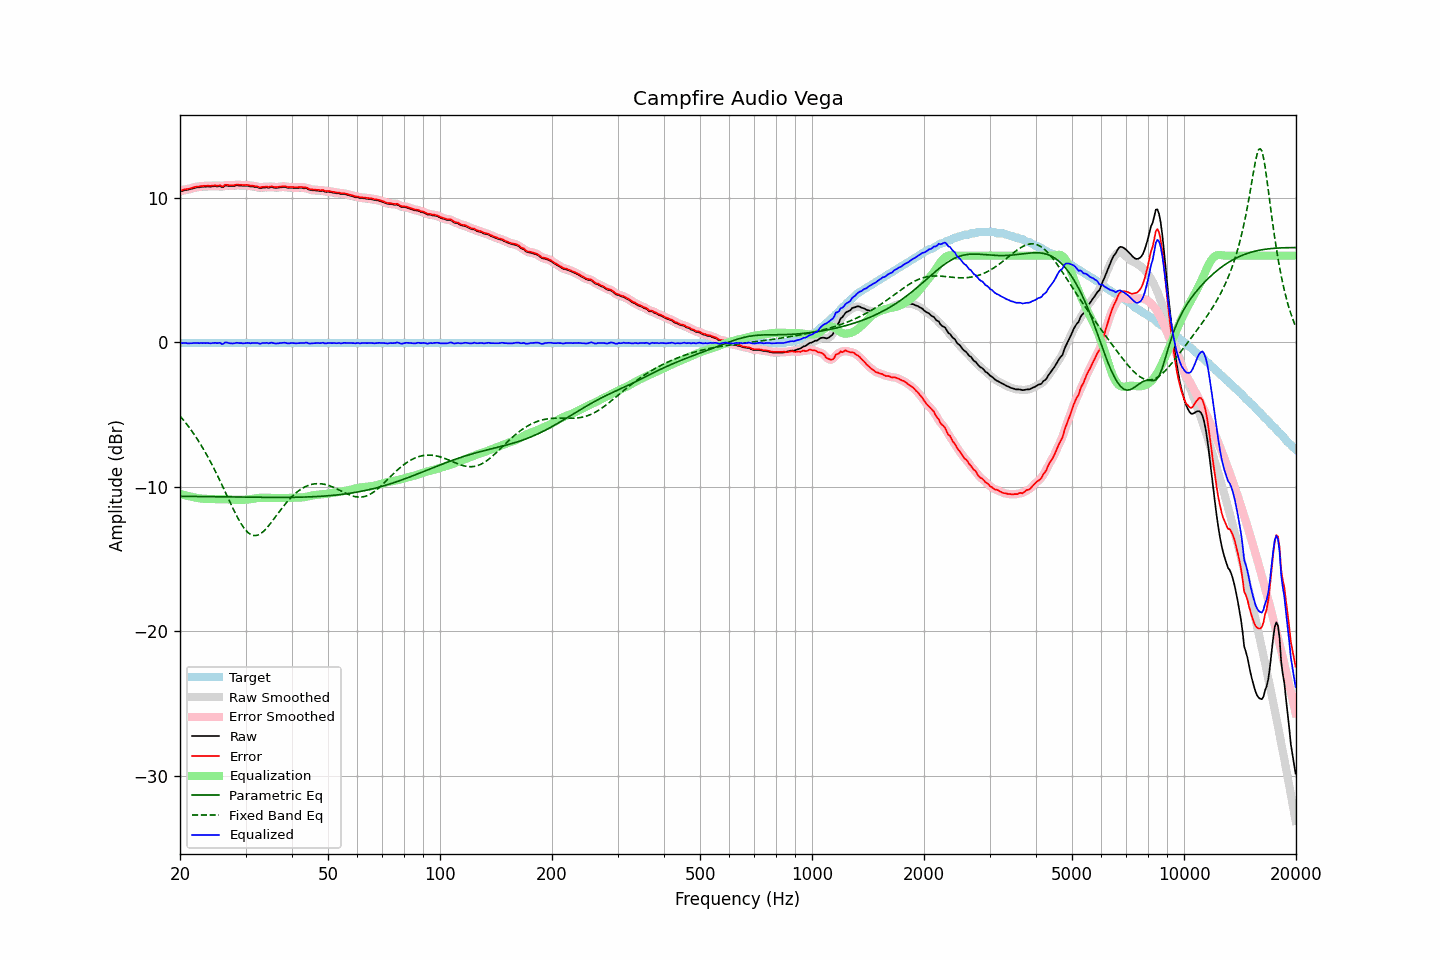 Campfire Audio Vega
Amplitude (dBr)
10
0
−10
−20
−30
Target
Raw Smoothed
Error Smoothed
Raw
Error
Equalization
Parametric Eq
Fixed Band Eq
Equalized
20 50 100 200 500 1000 2000 5000 10000 20000
Frequency (Hz)